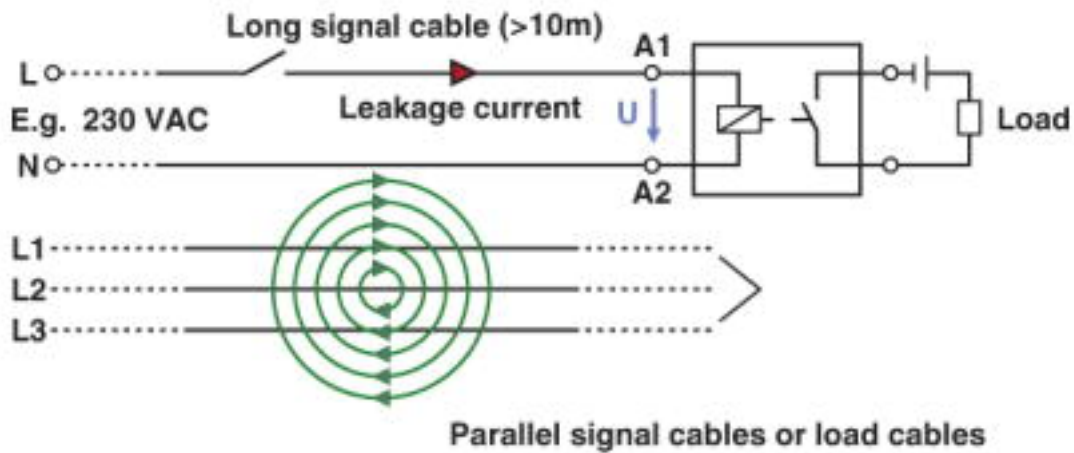 Long signal cable (>10m)
A1
L
Leakage current
U
Load
E.g. 230 VAC
N
A2
L1
L2
L3
Parallel signal cables or load cables